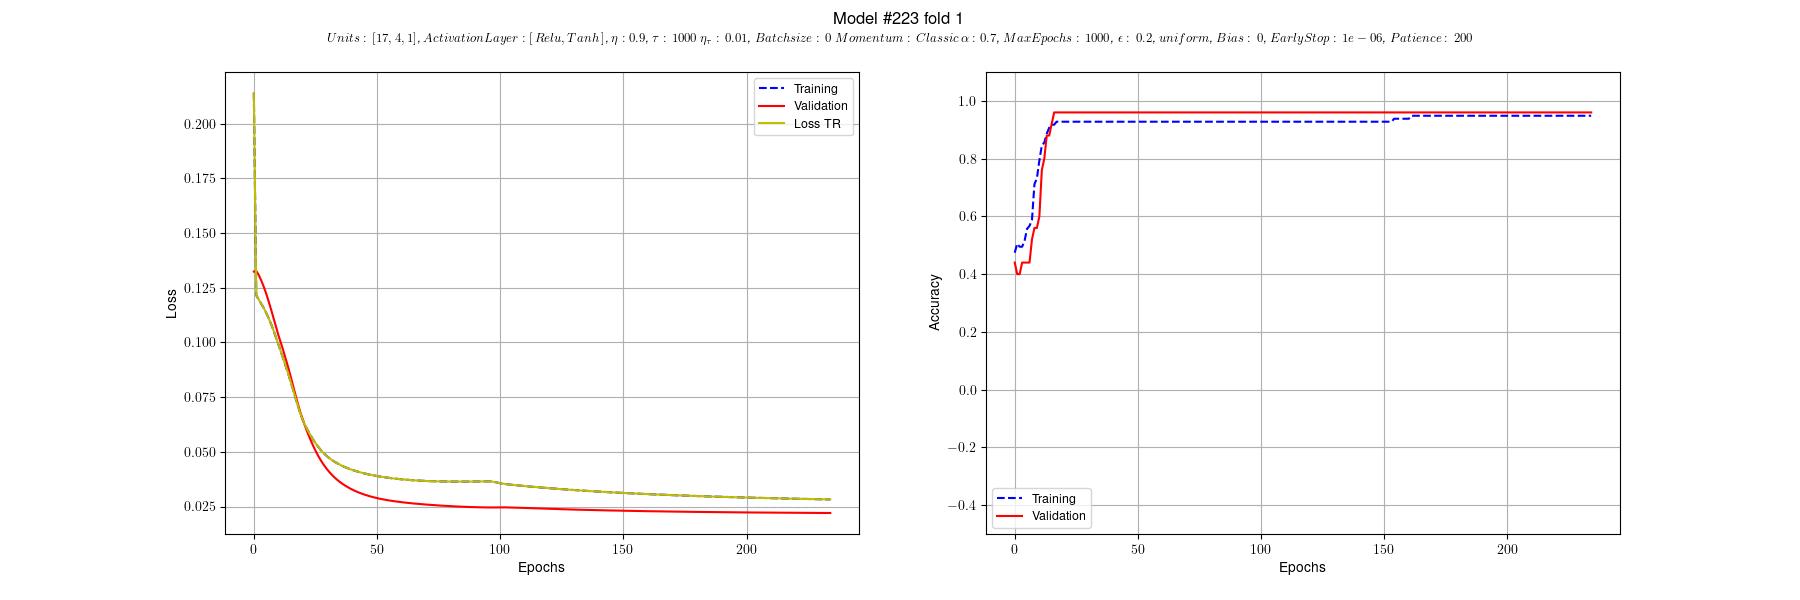 Model #223 fold 1
Units : [17, 4, 1], ActivationLayer : [Relu, Tanh], η : 0.9, τ : 1000 ητ : 0.01, Batchsize : 0 Momentum : Classic α : 0.7, MaxEpochs : 1000, ϵ : 0.2, uniform, Bias : 0, EarlyStop : 1e − 06, Patience : 200
Training
Validation
Loss TR
0.200
0.175
0.150
0.125
0.100
0.075
0.050
0.025
Loss
0 50 100 150 200
Epochs
1.0
0.8
0.6
0.4
0.2
0.0
−0.2
−0.4
Accuracy
Training
Validation
0 50 100 150 200
Epochs